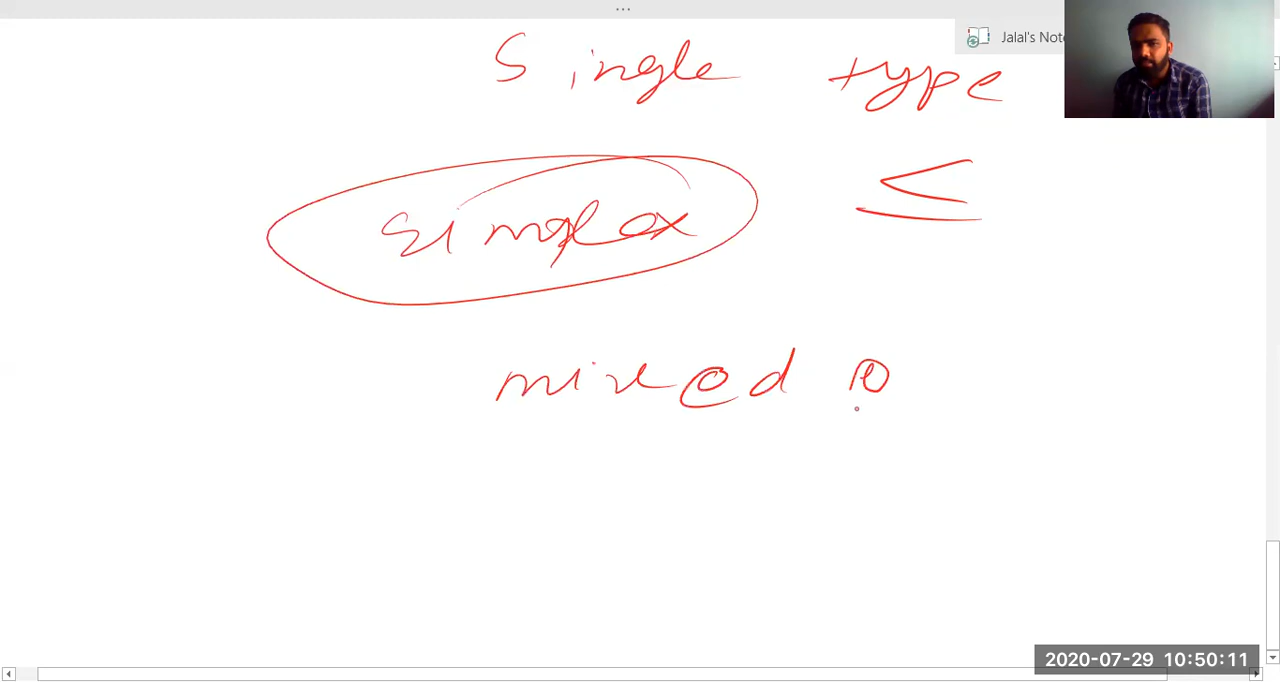 ...
Jalal's Note
Single type
Simplex ≤
mixed
2020-07-29 10:50:11